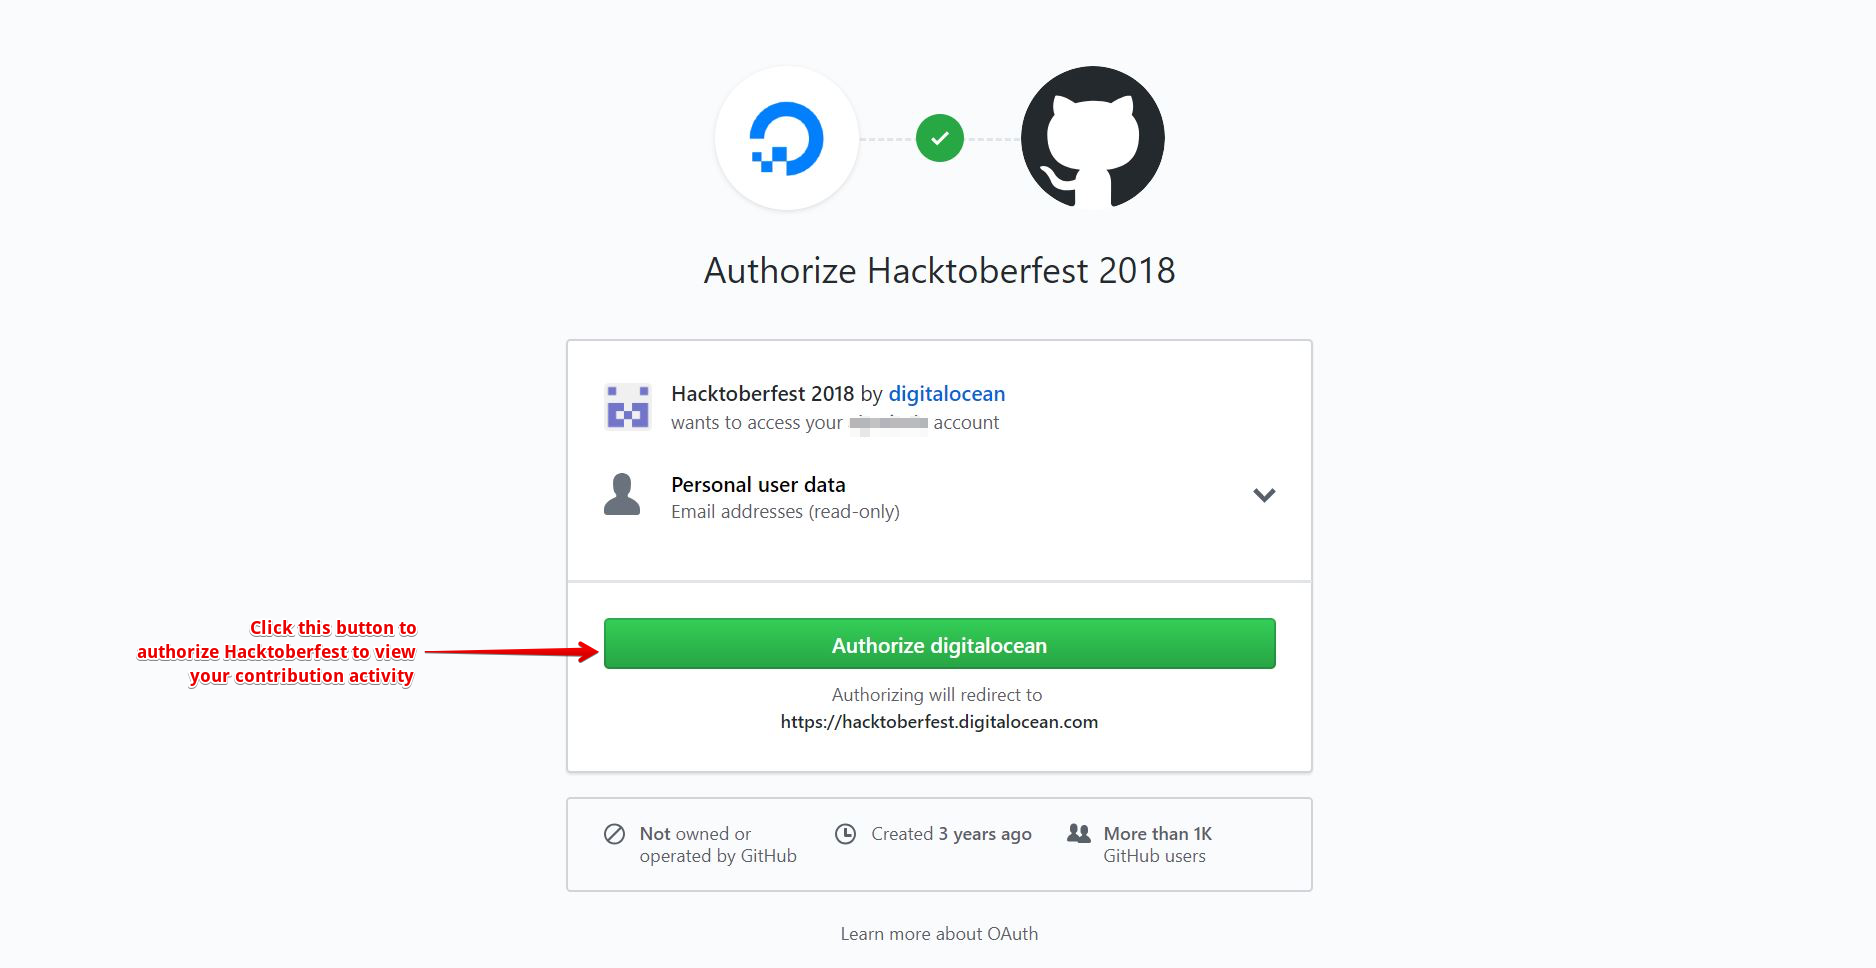 Authorize Hacktoberfest 2018
Hacktoberfest 2018 by digitalocean
wants to access your account
Personal user data
Email addresses (read-only)
Click this button to
authorize Hacktoberfest to view
your contribution activity
Authorize digitalocean
Authorizing will redirect to
https://hacktoberfest.digitalocean.com
Not owned or
operated by GitHub
Created 3 years ago
More than 1K
GitHub users
Learn more about OAuth